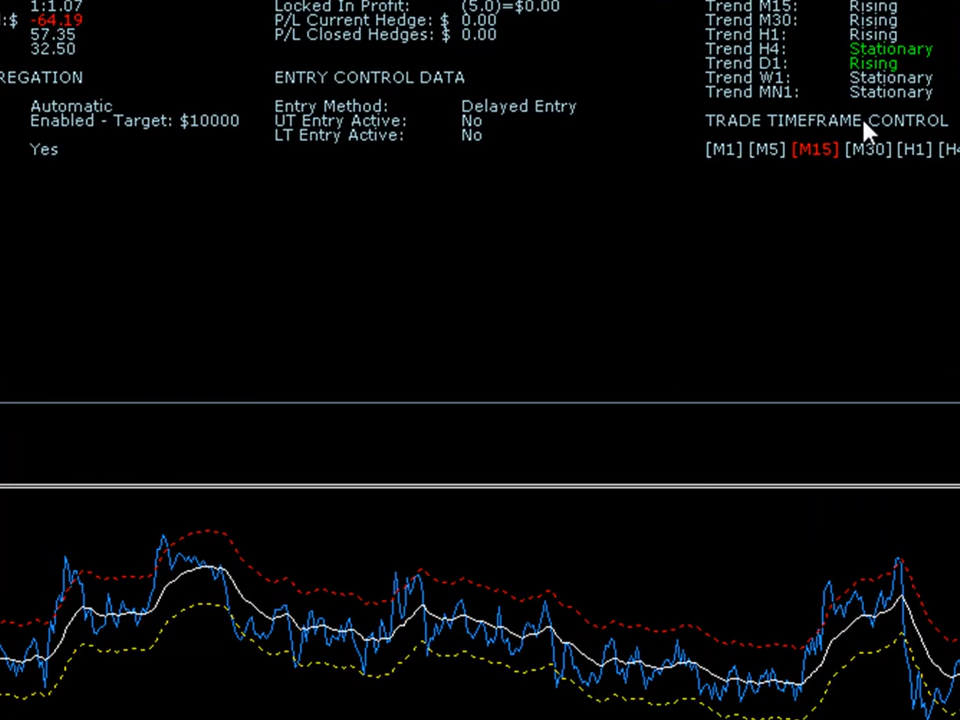 1:1.07
:$ -64.19
57.35
32.50
REGATION
Automatic
Enabled - Target: $10000
Yes
Locked In Profit: (5.0)=$0.00
P/L Current Hedge: $ 0.00
P/L Closed Hedges: $ 0.00
ENTRY CONTROL DATA
Entry Method: Delayed Entry
UT Entry Active: No
LT Entry Active: No
Trend M15: Rising
Trend M30: Rising
Trend H1: Rising
Trend H4: Stationary
Trend D1: Rising
Trend W1: Stationary
Trend MN1: Stationary
TRADE TIMEFRAME CONTROL
[M1] [M5] [M15] [M30] [H1] [H4